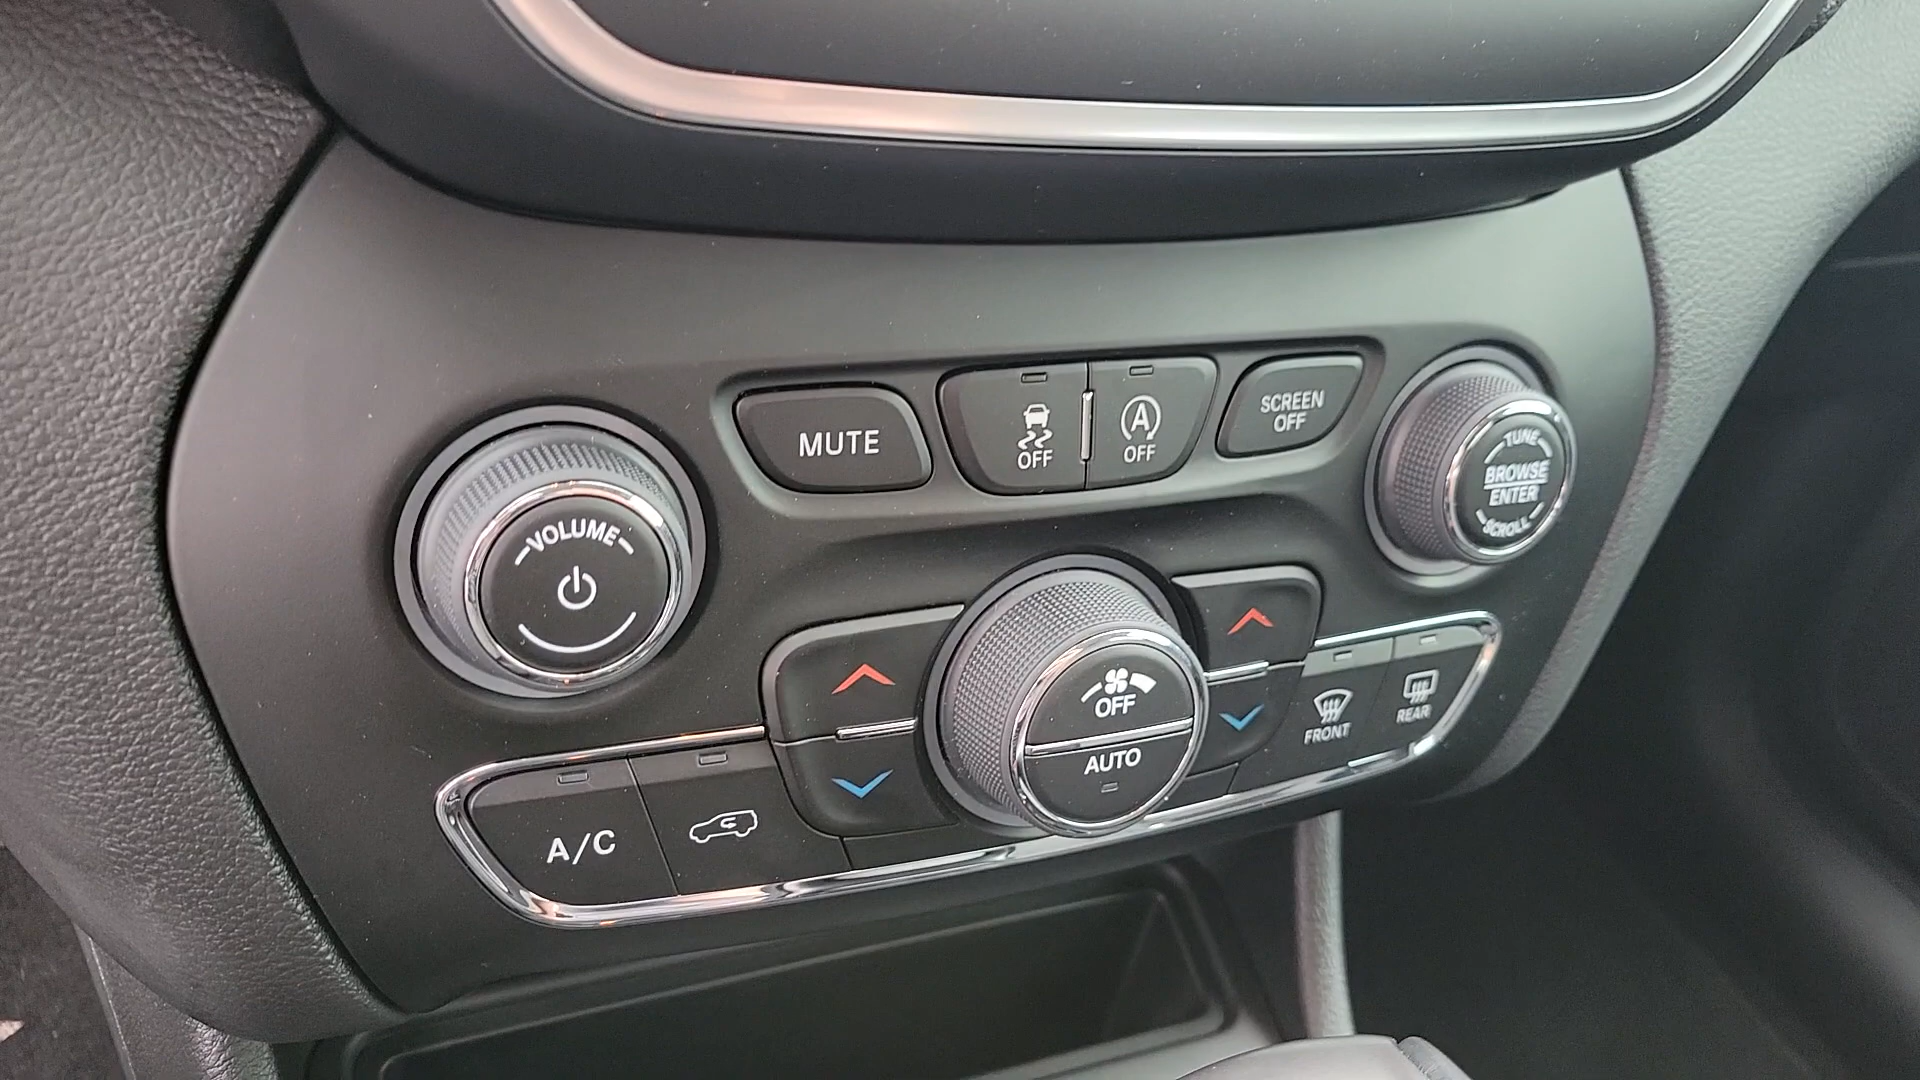 MUTE
OFF
A
OFF
SCREEN
OFF
TUNE
BROWSE
ENTER
SCROLL
VOLUME
OFF
AUTO
FRONT
REAR
A/C